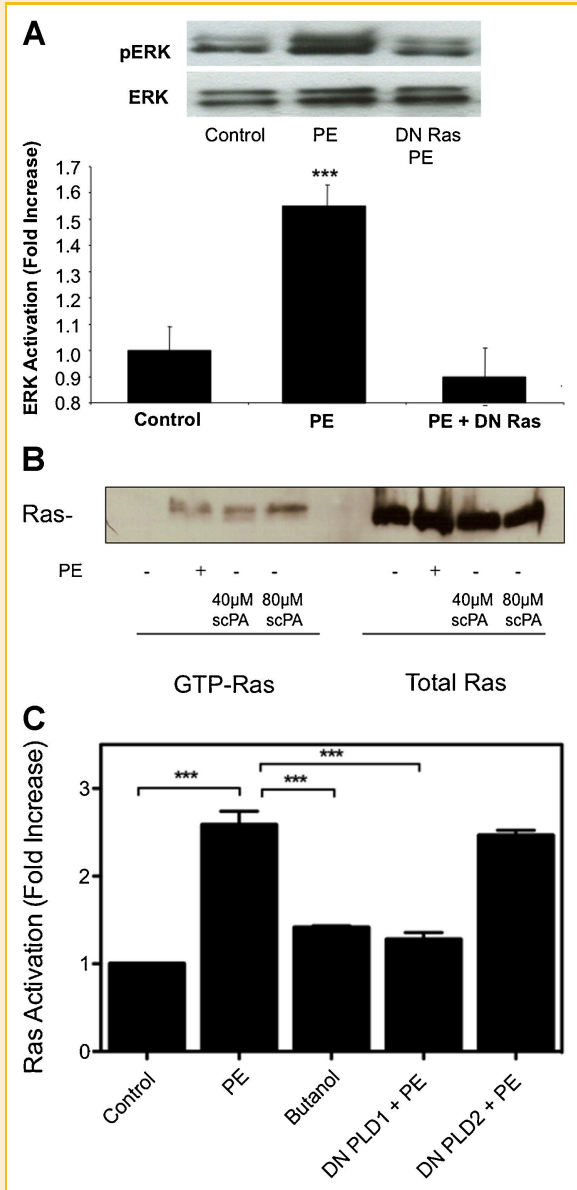 A
pERK
ERK
Control PE DN Ras
PE
***
ERK Activation (Fold Increase)
1.7
1.6
1.5
1.4
1.3
1.2
1.1
1.0
0.9
0.8
Control PE PE + DN Ras
B
Ras-
PE - + - - - + - -
40µM 80µM 40µM 80µM
scPA scPA scPA scPA
GTP-Ras Total Ras
C
Ras Activation (Fold Increase)
***
*** ***
3
2
1
0
Control PE Butanol DN PLD1 + PE DN PLD2 + PE